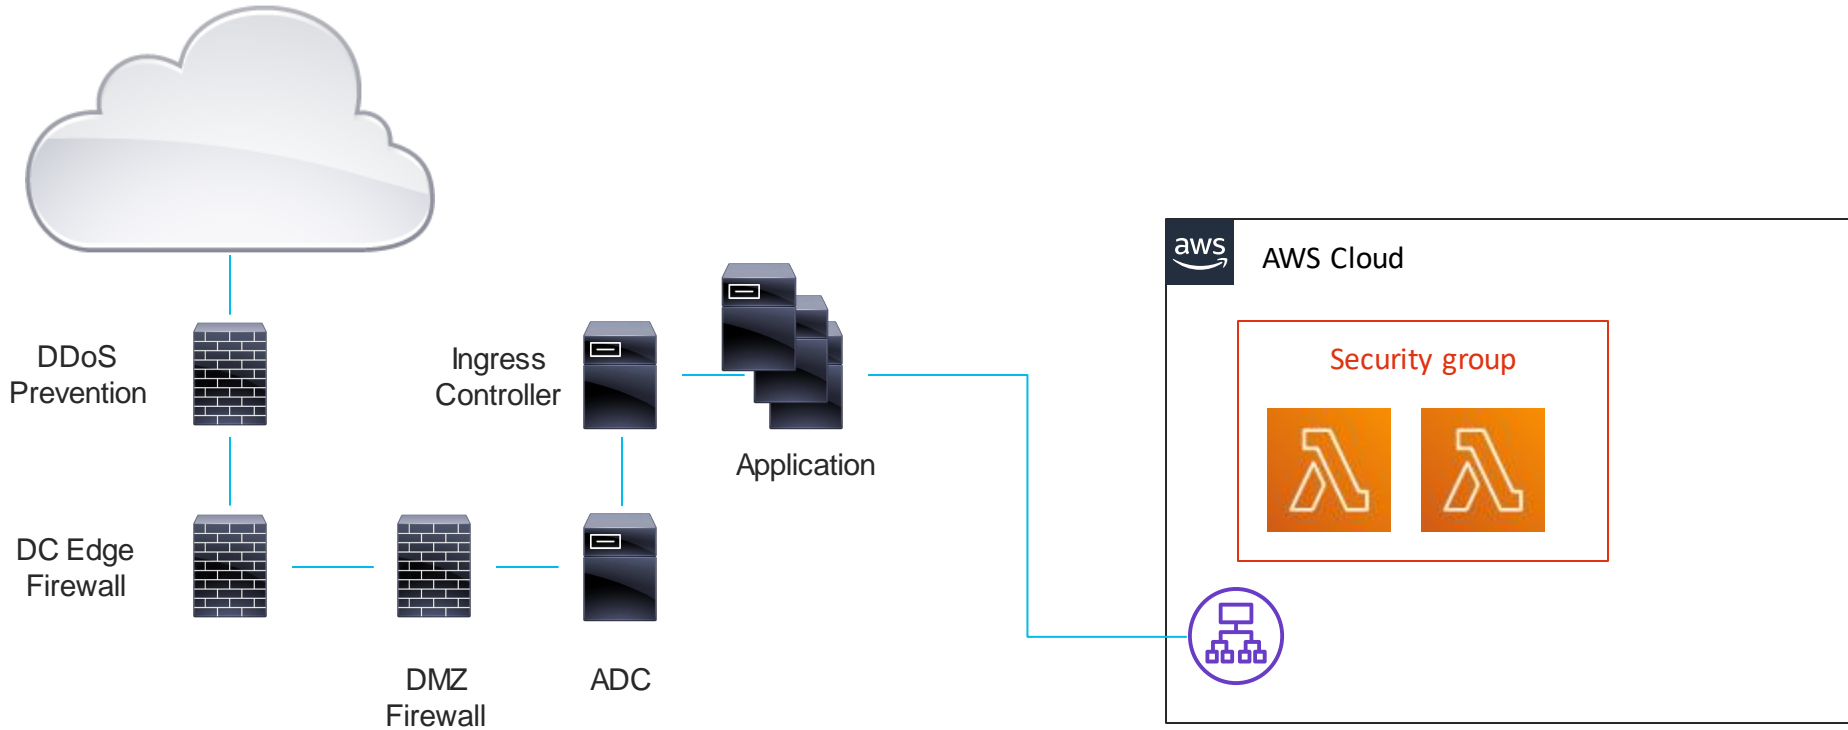 DDoS
Prevention
Ingress
Controller
Application
DC Edge
Firewall
DMZ
Firewall
ADC
aws
AWS Cloud
Security group